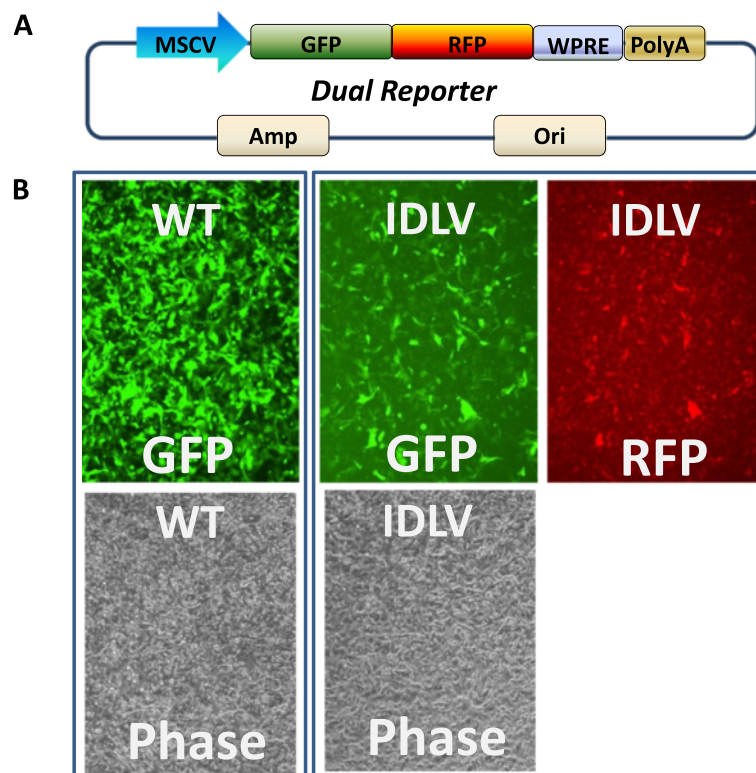 A
MSCV GFP RFP WPRE PolyA
Dual Reporter
Amp Ori
B
WT IDLV IDLV
GFP GFP RFP
WT IDLV
Phase Phase